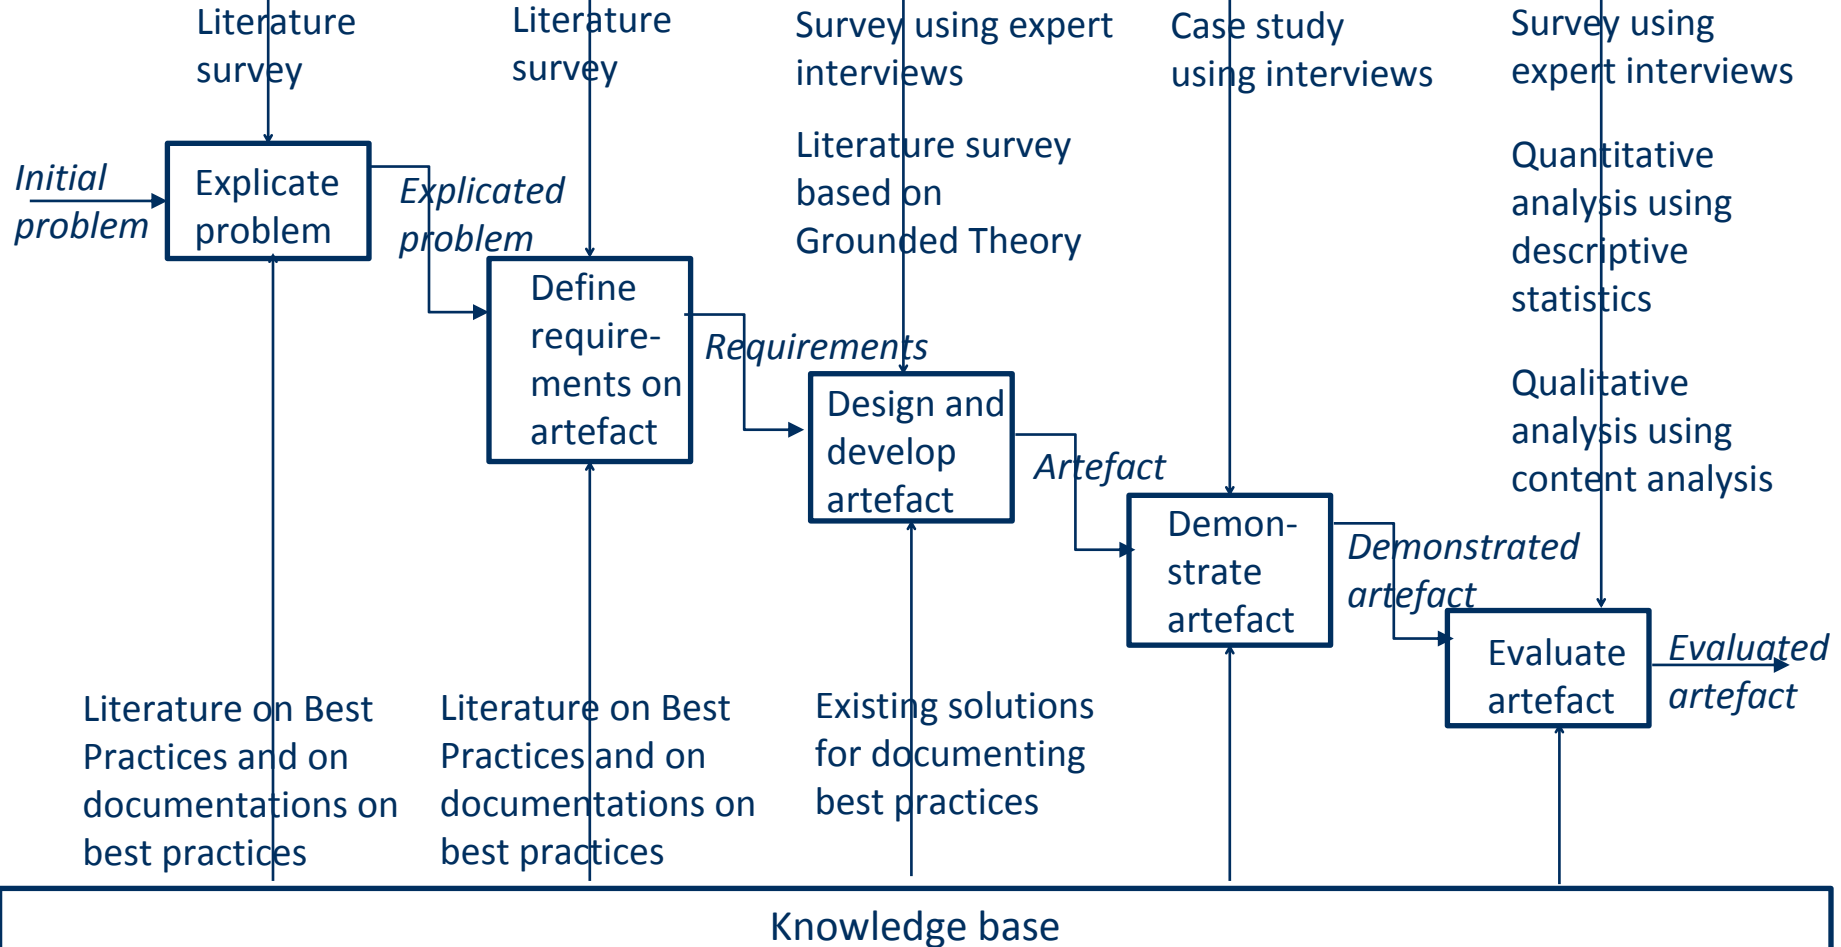 Literature
survey
Literature
survey
Survey using expert
interviews
Literature survey
based on
Grounded Theory
Case study
using interviews
Survey using
expert interviews
Quantitative
analysis using
descriptive
statistics
Qualitative
analysis using
content analysis
Initial
problem
Explicate
problem
Explicated
problem
Define
require-
ments on
artefact
Requirements
Design and
develop
artefact
Artefact
Demon-
strate
artefact
Demonstrated
artefact
Evaluate
artefact
Evaluated
artefact
Literature on Best
Practices and on
documentations on
best practices
Literature on Best
Practices and on
documentations on
best practices
Existing solutions
for documenting
best practices
Knowledge base